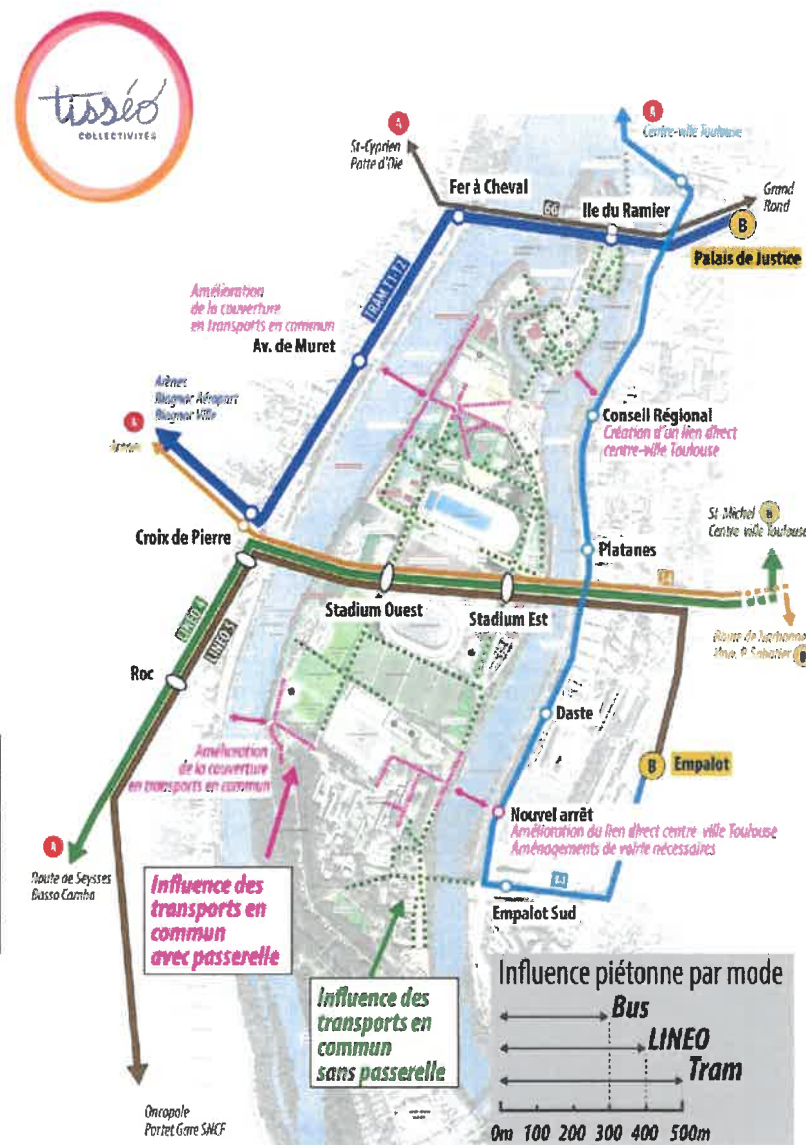 tisséo
COLLECTIVITÉS
A
St-Cyprien
Patte d'Oie
A
Centre-ville Toulouse
Fer à Cheval
66
Ile du Ramier
Grand
Rond
B
Palais de Justice
TRAM T1-T2
Amélioration
de la couverture
en transports en commun
Av. de Muret
Arènes
Blagnac Aéroport
Blagnac Ville
A
Arènes
Conseil Régional
Création d'un lien direct
centre-ville Toulouse
Croix de Pierre
St Michel B
Centre ville Toulouse
Platanes
Stadium Ouest
Stadium Est
LINEO 4
LINEO 5
Roc
Daste
Amélioration
de la couverture
en transports en commun
B Empalot
Nouvel arrêt
Amélioration du lien direct centre ville Toulouse
Aménagements de voirie nécessaires
A
Route de Seysses
Basso Cambo
Empalot Sud
Influence des
transports en
commun
avec passerelle
Influence des
transports en
commun
sans passerelle
Influence piétonne par mode
Bus
LINEO
Tram
0m 100 200 300 400 500m
Oncopole
Portet Gare SNCF